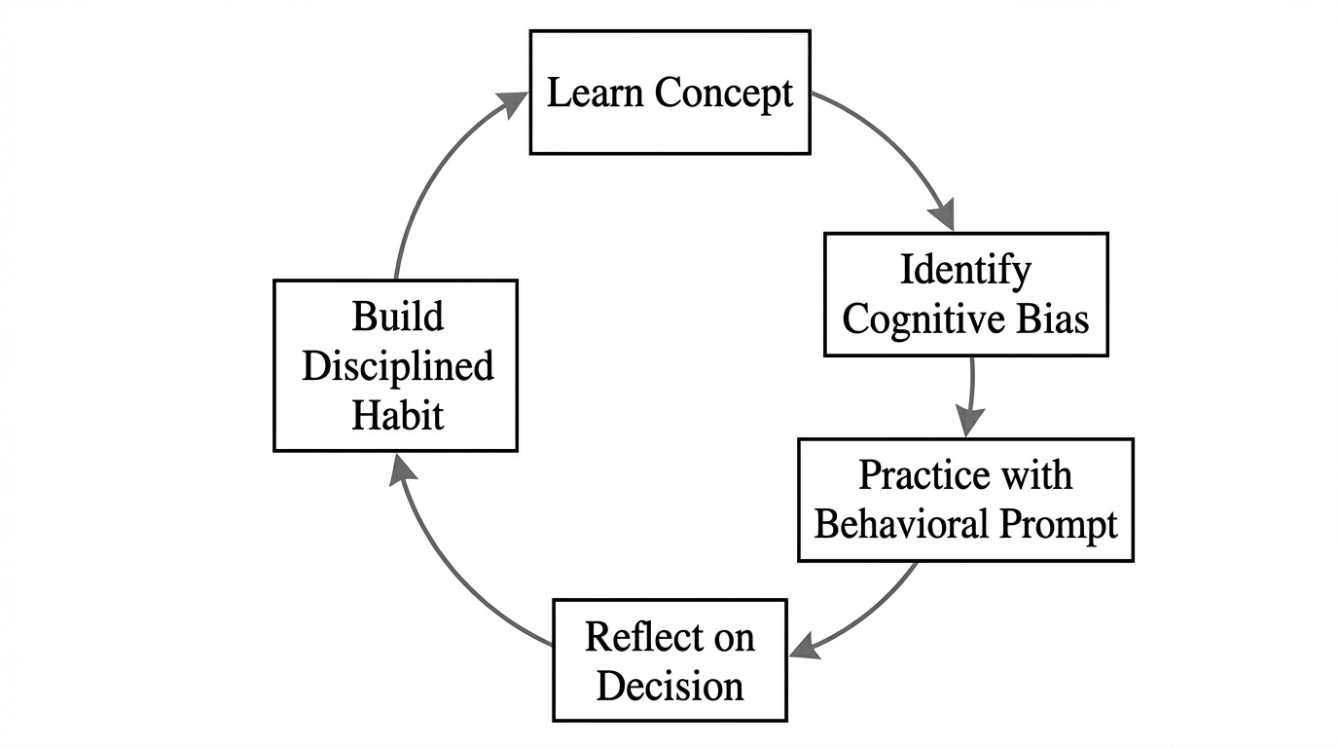 Learn Concept
Identify
Cognitive Bias
Practice with
Behavioral Prompt
Reflect on
Decision
Build
Disciplined
Habit